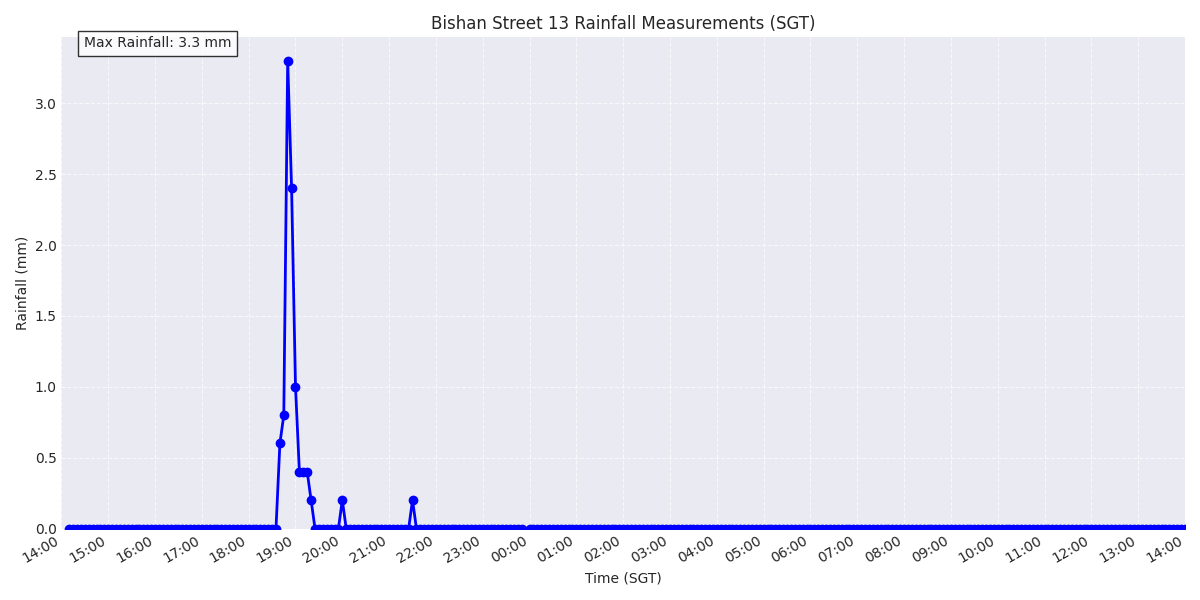 Bishan Street 13 Rainfall Measurements (SGT)
Max Rainfall: 3.3 mm
Rainfall (mm)
3.0
2.5
2.0
1.5
1.0
0.5
0.0
14:00 15:00 16:00 17:00 18:00 19:00 20:00 21:00 22:00 23:00 00:00 01:00 02:00 03:00 04:00 05:00 06:00 07:00 08:00 09:00 10:00 11:00 12:00 13:00 14:00
Time (SGT)